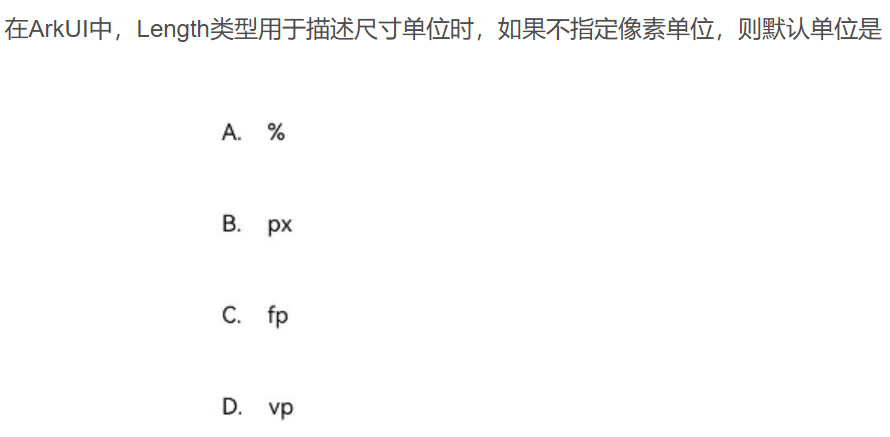 在ArkUI中，Length类型用于描述尺寸单位时，如果不指定像素单位，则默认单位是
A. %
B. px
C. fp
D. vp